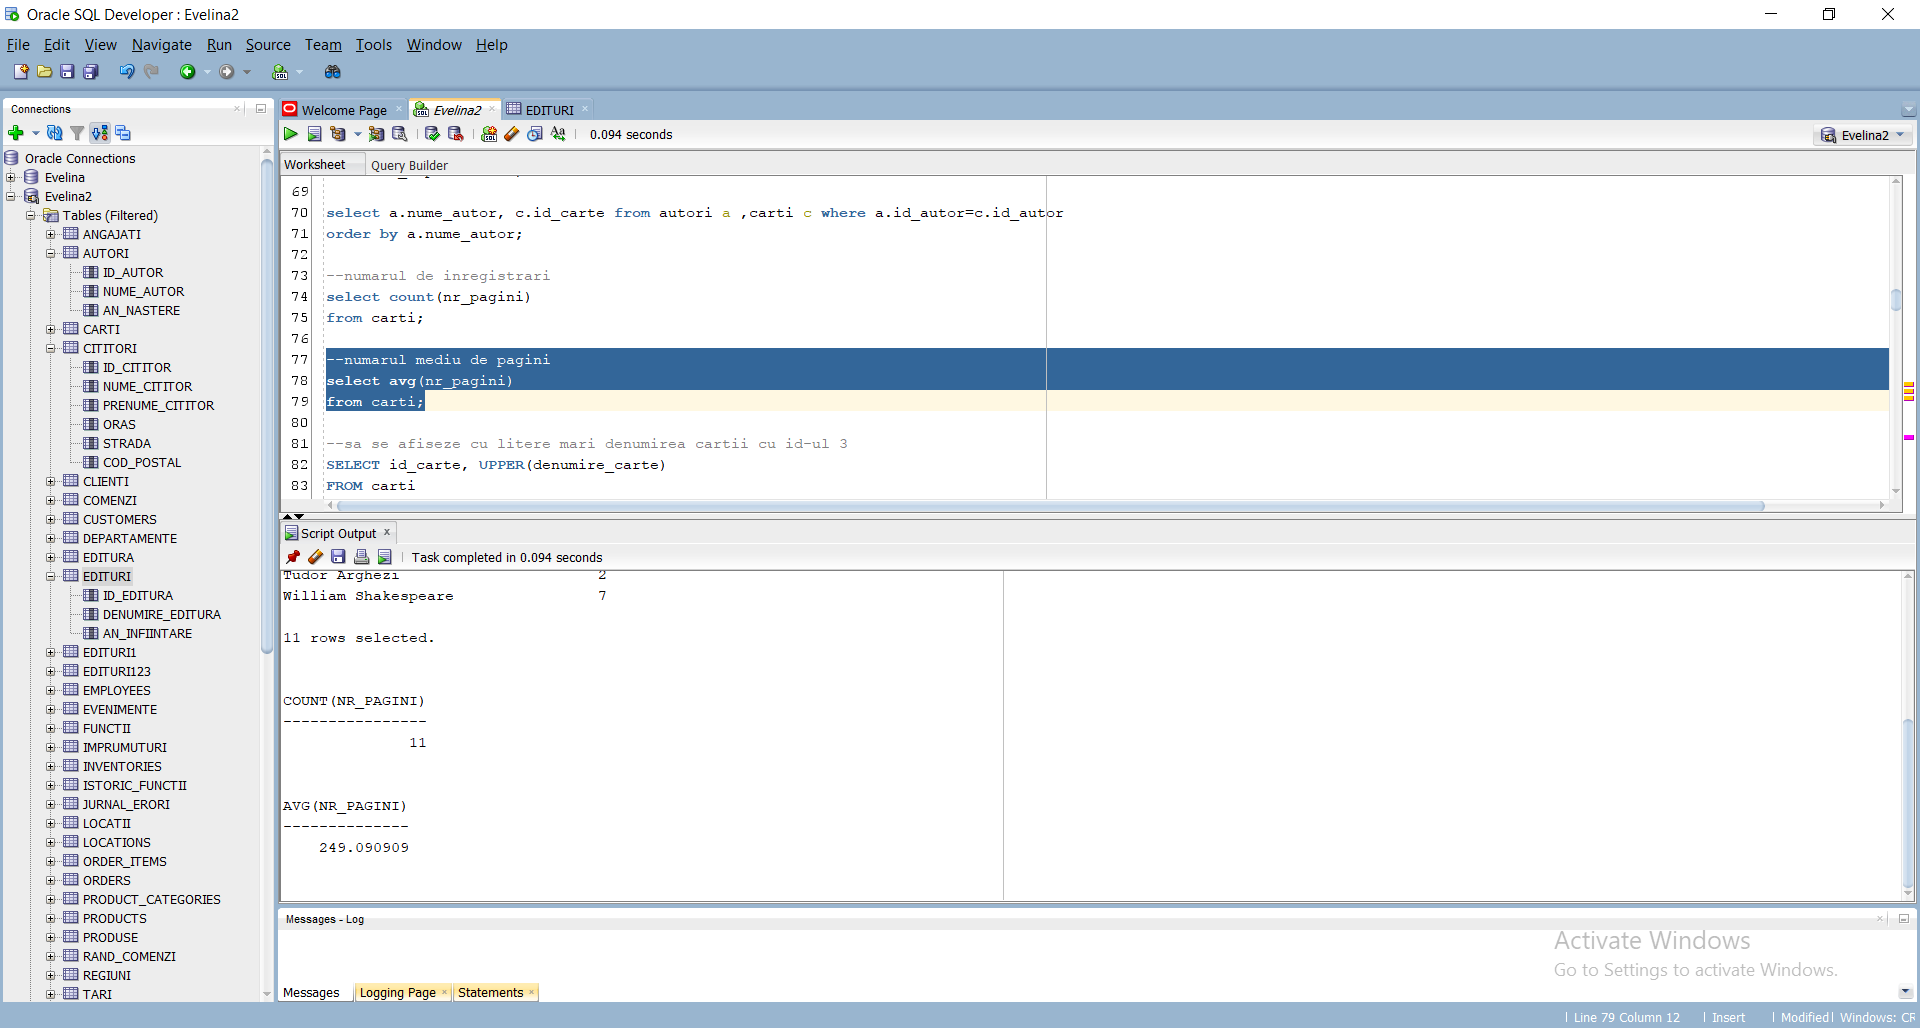 Oracle SQL Developer : Evelina2
File Edit View Navigate Run Source Team Tools Window Help
Connections
Oracle Connections
Evelina
Evelina2
Tables (Filtered)
ANGAJATI
AUTORI
ID_AUTOR
NUME_AUTOR
AN_NASTERE
CARTI
CITITORI
ID_CITITOR
NUME_CITITOR
PRENUME_CITITOR
ORAS
STRADA
COD_POSTAL
CLIENTI
COMENZI
CUSTOMERS
DEPARTAMENTE
EDITURA
EDITURI
ID_EDITURA
DENUMIRE_EDITURA
AN_INFIINTARE
EDITURI1
EDITURI123
EMPLOYEES
EVENIMENTE
FUNCTII
IMPRUMUTURI
INVENTORIES
ISTORIC_FUNCTII
JURNAL_ERORI
LOCATII
LOCATIONS
ORDER_ITEMS
ORDERS
PRODUCT_CATEGORIES
PRODUCTS
PRODUSE
RAND_COMENZI
REGIUNI
TARI
Welcome Page Evelina2 EDITURI
0.094 seconds Evelina2
Worksheet Query Builder
69
70 select a.nume_autor, c.id_carte from autori a ,carti c where a.id_autor=c.id_autor
71 order by a.nume_autor;
72
73 --numarul de inregistrari
74 select count(nr_pagini)
75 from carti;
76
77 --numarul mediu de pagini
78 select avg(nr_pagini)
79 from carti;
80
81 --sa se afiseze cu litere mari denumirea cartii cu id-ul 3
82 SELECT id_carte, UPPER(denumire_carte)
83 FROM carti
Script Output
Task completed in 0.094 seconds
Tudor Arghezi 2
William Shakespeare 7
11 rows selected.
COUNT(NR_PAGINI)
----------------
11
AVG(NR_PAGINI)
--------------
249.090909
Messages - Log
Activate Windows
Go to Settings to activate Windows.
Messages Logging Page Statements
Line 79 Column 12 Insert Modified Windows: CR